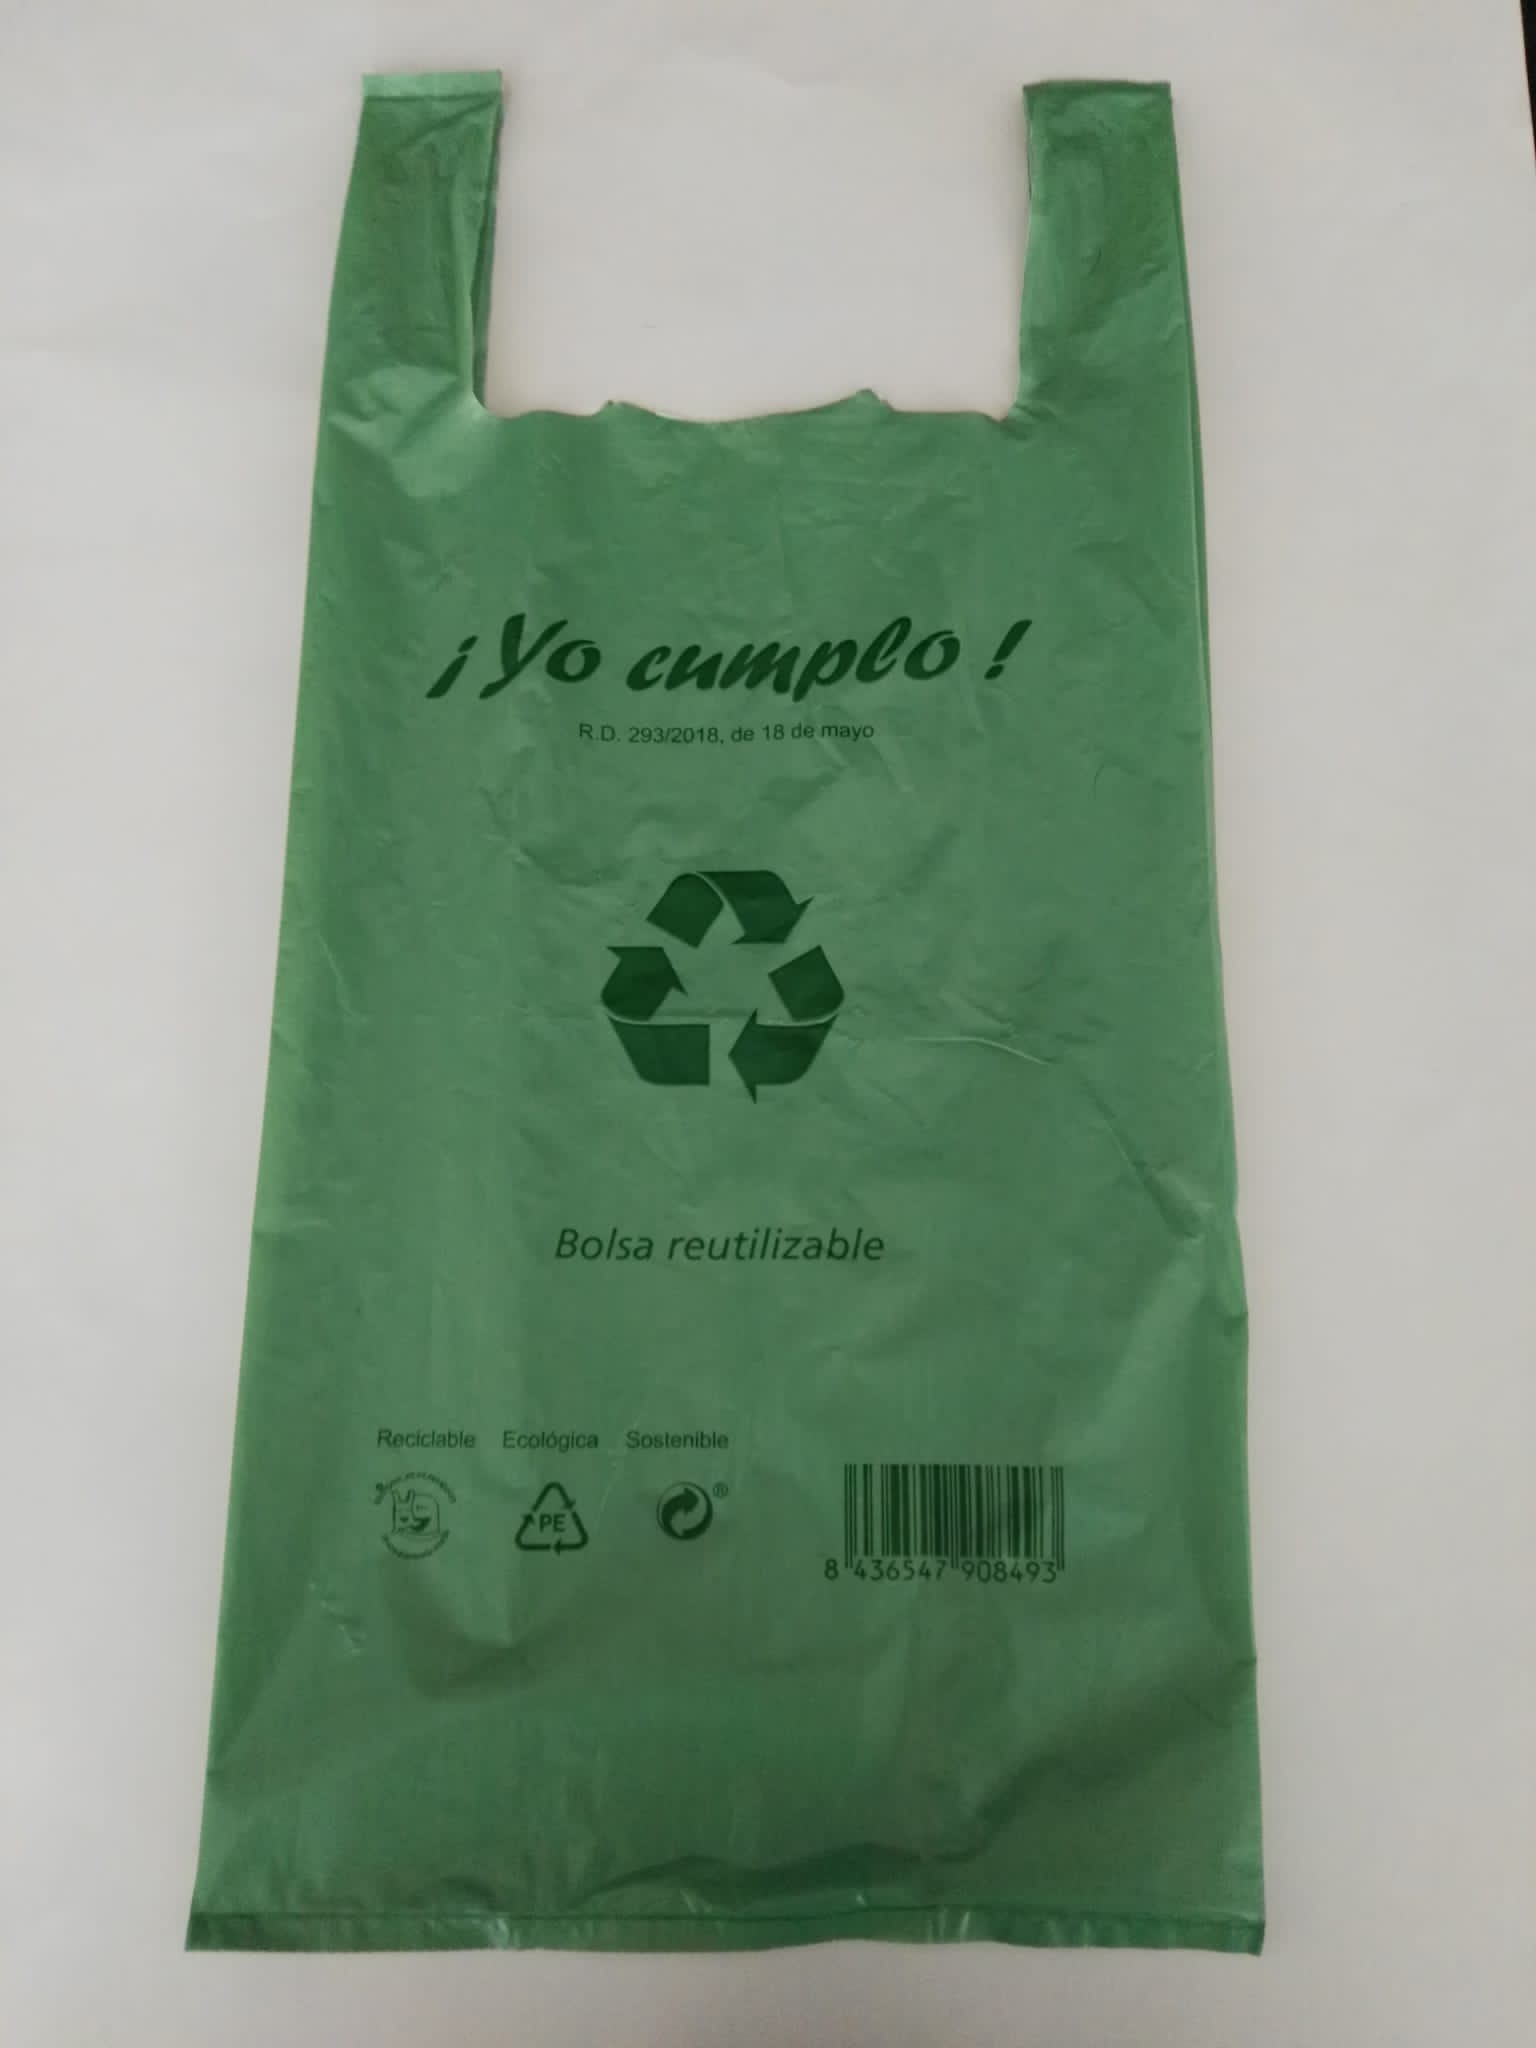 ¡Yo cumplo!
R.D. 293/2018, de 18 de mayo
Bolsa reutilizable
Reciclable Ecológica Sostenible
PE ®
8 436547 908493